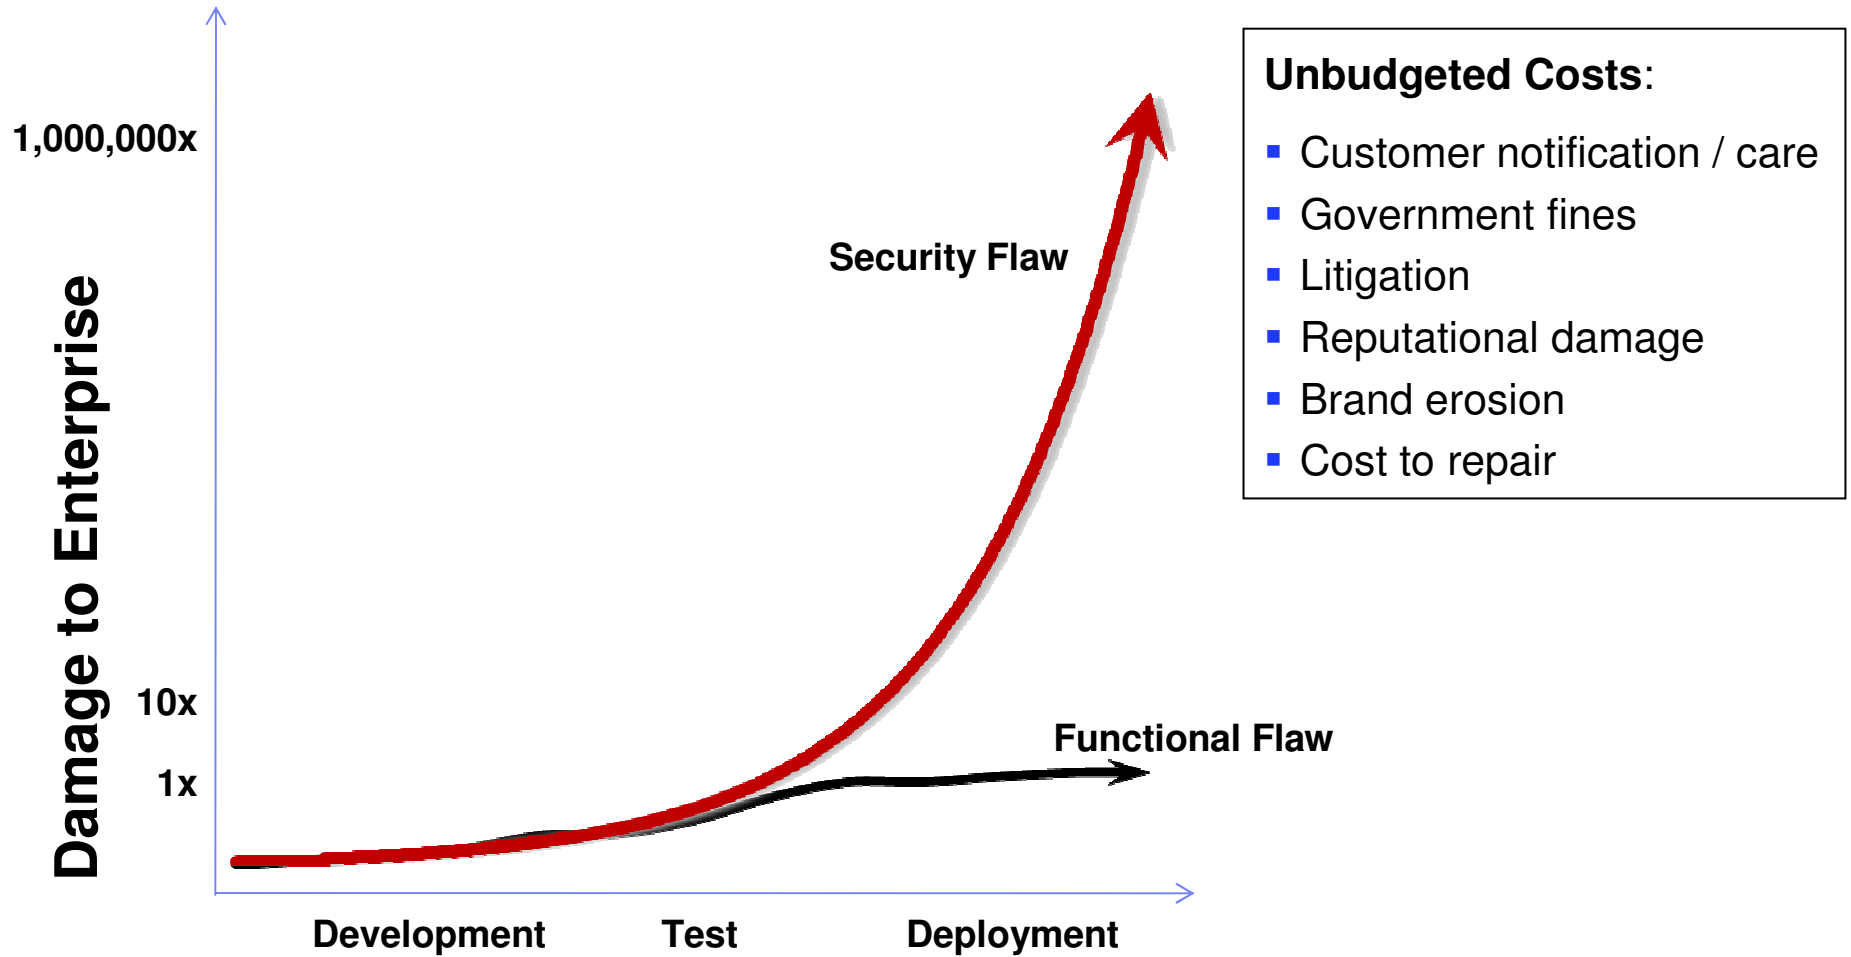 Unbudgeted Costs:
Customer notification / care
Government fines
Litigation
Reputational damage
Brand erosion
Cost to repair
1,000,000x
Security Flaw
Damage to Enterprise
10x
Functional Flaw
1x
Development
Test
Deployment